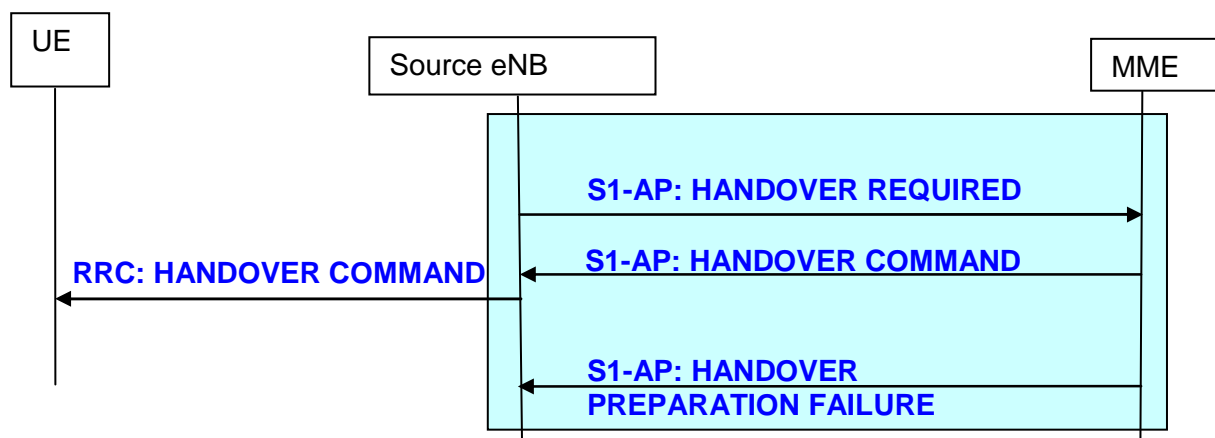 UE
Source eNB
MME
S1-AP: HANDOVER REQUIRED
S1-AP: HANDOVER COMMAND
RRC: HANDOVER COMMAND
S1-AP: HANDOVER
PREPARATION FAILURE